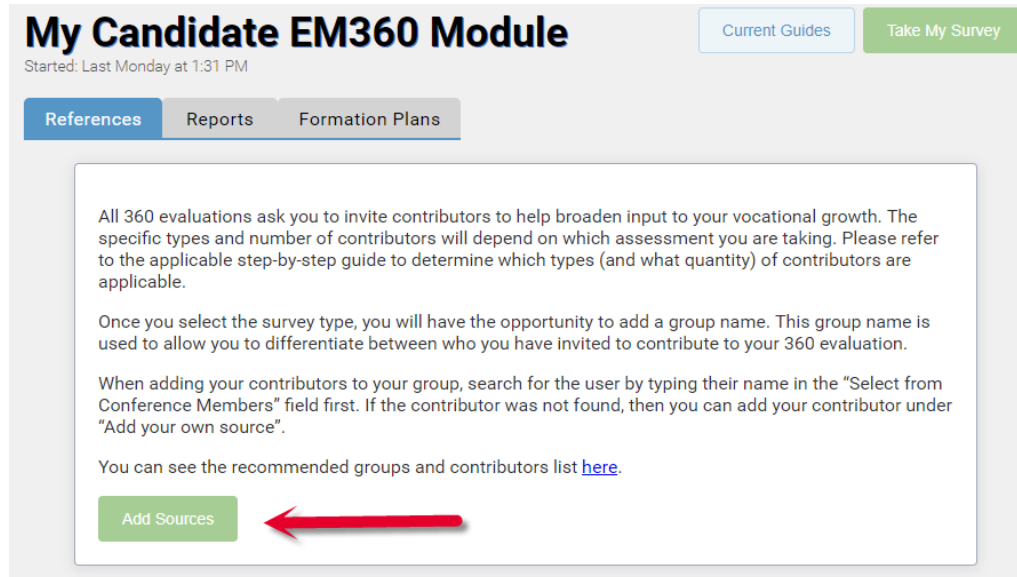 My Candidate EM360 Module
Current Guides
Take My Survey
Started: Last Monday at 1:31 PM
References
Reports
Formation Plans
All 360 evaluations ask you to invite contributors to help broaden input to your vocational growth. The
specific types and number of contributors will depend on which assessment you are taking. Please refer
to the applicable step-by-step guide to determine which types (and what quantity) of contributors are
applicable.
Once you select the survey type, you will have the opportunity to add a group name. This group name is
used to allow you to differentiate between who you have invited to contribute to your 360 evaluation.
When adding your contributors to your group, search for the user by typing their name in the “Select from
Conference Members” field first. If the contributor was not found, then you can add your contributor under
“Add your own source”.
You can see the recommended groups and contributors list here.
Add Sources